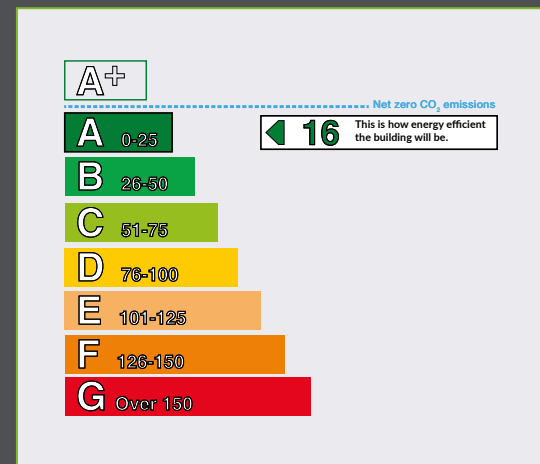 A+
Net zero CO₂ emissions
A 0-25
16 This is how energy efficient
the building will be.
B 26-50
C 51-75
D 76-100
E 101-125
F 126-150
G Over 150